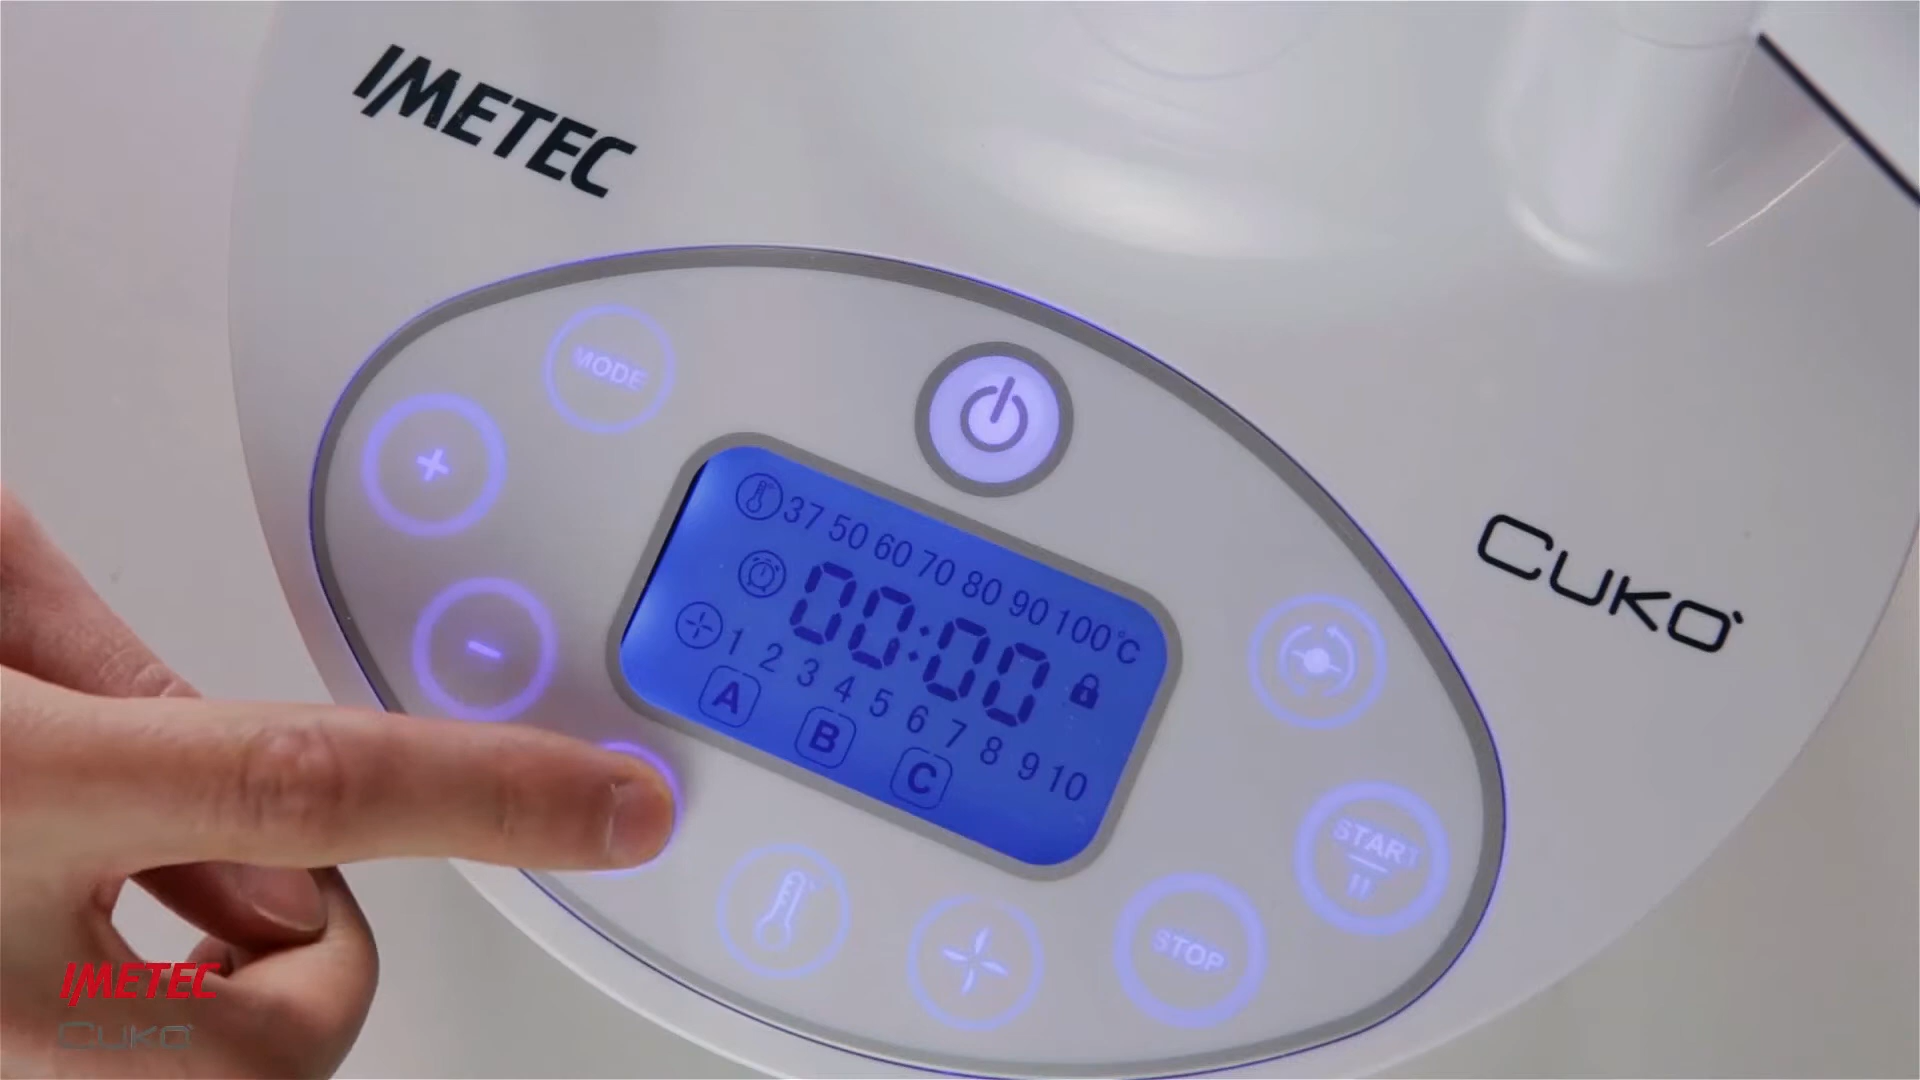 IMETEC
MODE
+
-
37 50 60 70 80 90 100°C
00:00
1 2 3 4 5 6 7 8 9 10
A B C
CUKO
START
STOP
IMETEC
CUKO